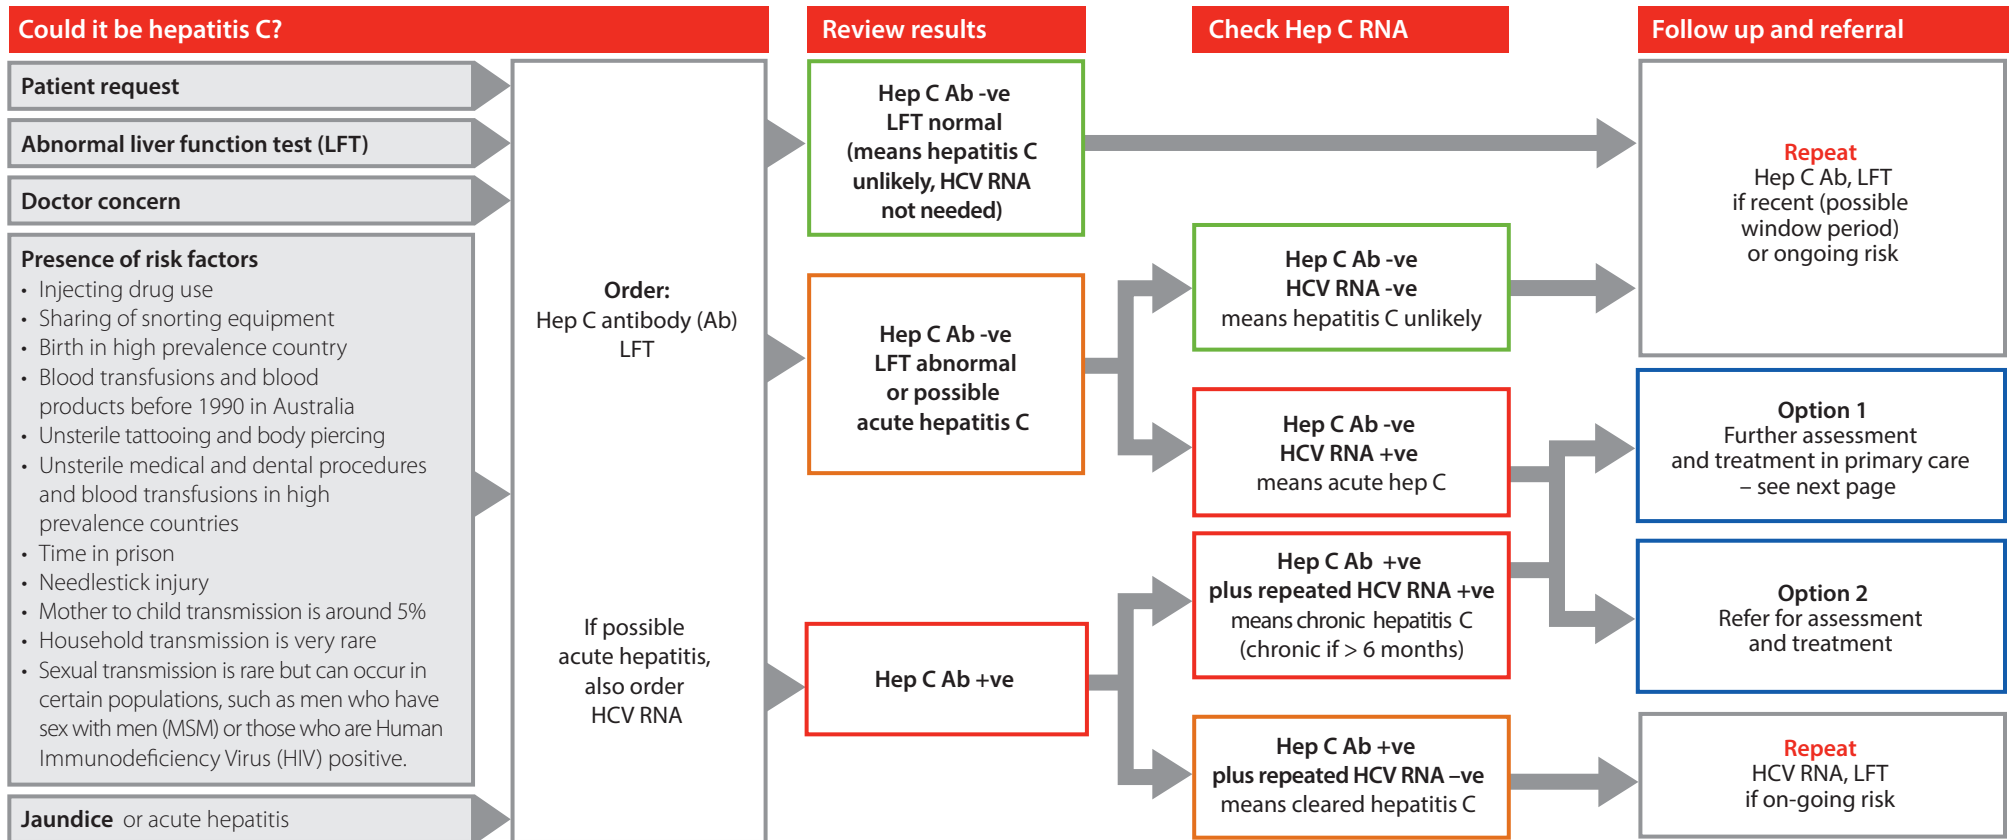 Could it be hepatitis C?
Patient request
Abnormal liver function test (LFT)
Doctor concern
Presence of risk factors
• Injecting drug use
• Sharing of snorting equipment
• Birth in high prevalence country
• Blood transfusions and blood
products before 1990 in Australia
• Unsterile tattooing and body piercing
• Unsterile medical and dental procedures
and blood transfusions in high
prevalence countries
• Time in prison
• Needlestick injury
• Mother to child transmission is around 5%
• Household transmission is very rare
• Sexual transmission is rare but can occur in
certain populations, such as men who have
sex with men (MSM) or those who are Human
Immunodeficiency Virus (HIV) positive.
Jaundice or acute hepatitis
Order:
Hep C antibody (Ab)
LFT
If possible
acute hepatitis,
also order
HCV RNA
Review results
Hep C Ab -ve
LFT normal
(means hepatitis C
unlikely, HCV RNA
not needed)
Hep C Ab -ve
LFT abnormal
or possible
acute hepatitis C
Hep C Ab +ve
Check Hep C RNA
Hep C Ab -ve
HCV RNA -ve
means hepatitis C unlikely
Hep C Ab -ve
HCV RNA +ve
means acute hep C
Hep C Ab +ve
plus repeated HCV RNA +ve
means chronic hepatitis C
(chronic if > 6 months)
Hep C Ab +ve
plus repeated HCV RNA –ve
means cleared hepatitis C
Follow up and referral
Repeat
Hep C Ab, LFT
if recent (possible
window period)
or ongoing risk
Option 1
Further assessment
and treatment in primary care
– see next page
Option 2
Refer for assessment
and treatment
Repeat
HCV RNA, LFT
if on-going risk